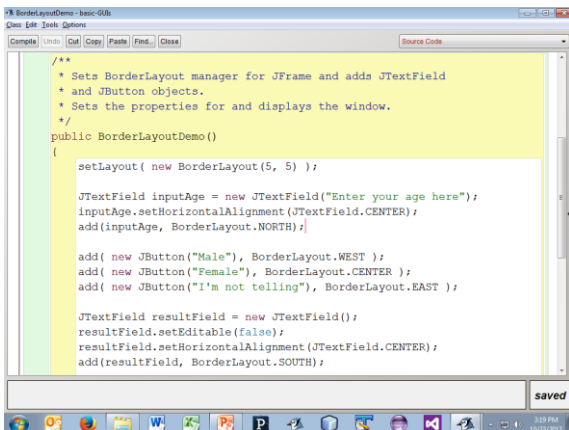 BorderLayoutDemo - basic-GUIs
Class Edit Tools Options
Compile Undo Cut Copy Paste Find... Close Source Code
/**
* Sets BorderLayout manager for JFrame and adds JTextField
* and JButton objects.
* Sets the properties for and displays the window.
*/
public BorderLayoutDemo()
{
setLayout( new BorderLayout(5, 5) );
JTextField inputAge = new JTextField("Enter your age here");
inputAge.setHorizontalAlignment(JTextField.CENTER);
add(inputAge, BorderLayout.NORTH);
add( new JButton("Male"), BorderLayout.WEST );
add( new JButton("Female"), BorderLayout.CENTER );
add( new JButton("I'm not telling"), BorderLayout.EAST );
JTextField resultField = new JTextField();
resultField.setEditable(false);
resultField.setHorizontalAlignment(JTextField.CENTER);
add(resultField, BorderLayout.SOUTH);
saved
3:19 PM